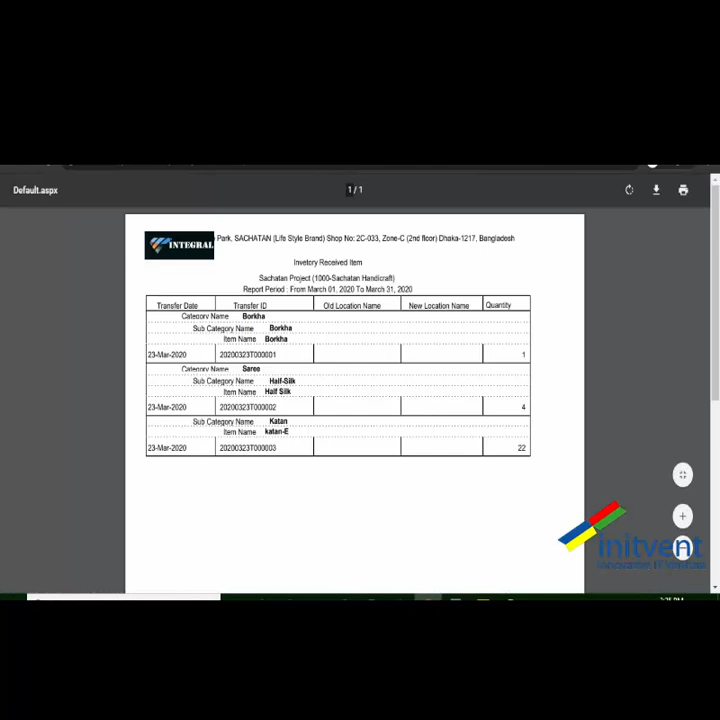 Default.aspx
1 / 1
INTEGRAL
Park, SACHATAN (Life Style Brand) Shop No: 2C-033, Zone-C (2nd floor) Dhaka-1217, Bangladesh
Invetory Received Item
Sachatan Project (1000-Sachatan Handicraft)
Report Period : From March 01, 2020 To March 31, 2020
Transfer Date Transfer ID Old Location Name New Location Name Quantity
Category Name Borkha
Sub Category Name Borkha
Item Name Borkha
23-Mar-2020 20200323T000001 1
Category Name Saree
Sub Category Name Half-Silk
Item Name Half Silk
23-Mar-2020 20200323T000002 4
Sub Category Name Katan
Item Name katan-E
23-Mar-2020 20200323T000003 22
initvent